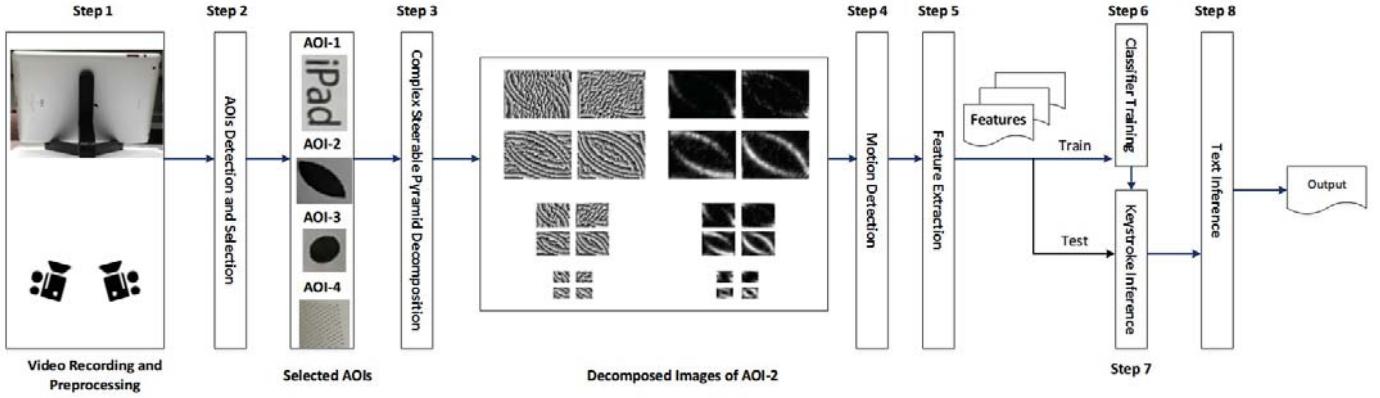 Step 1
Step 2
Step 3
Step 4
Step 5
Step 6
Step 8
AOIs Detection and Selection
AOI-1
iPad
AOI-2
AOI-3
AOI-4
Complex Steerable Pyramid Decomposition
Motion Detection
Feature Extraction
Features
Train
Test
Classifier Training
Keystroke Inference
Text Inference
Output
Video Recording and
Preprocessing
Selected AOIs
Decomposed Images of AOI-2
Step 7